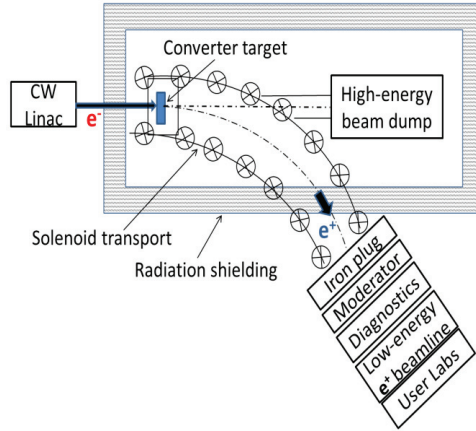 Converter target
CW
Linac
e-
High-energy
beam dump
e+
Solenoid transport
Radiation shielding
Iron plug
Moderator
Diagnostics
Low-energy
e+ beamline
User Labs